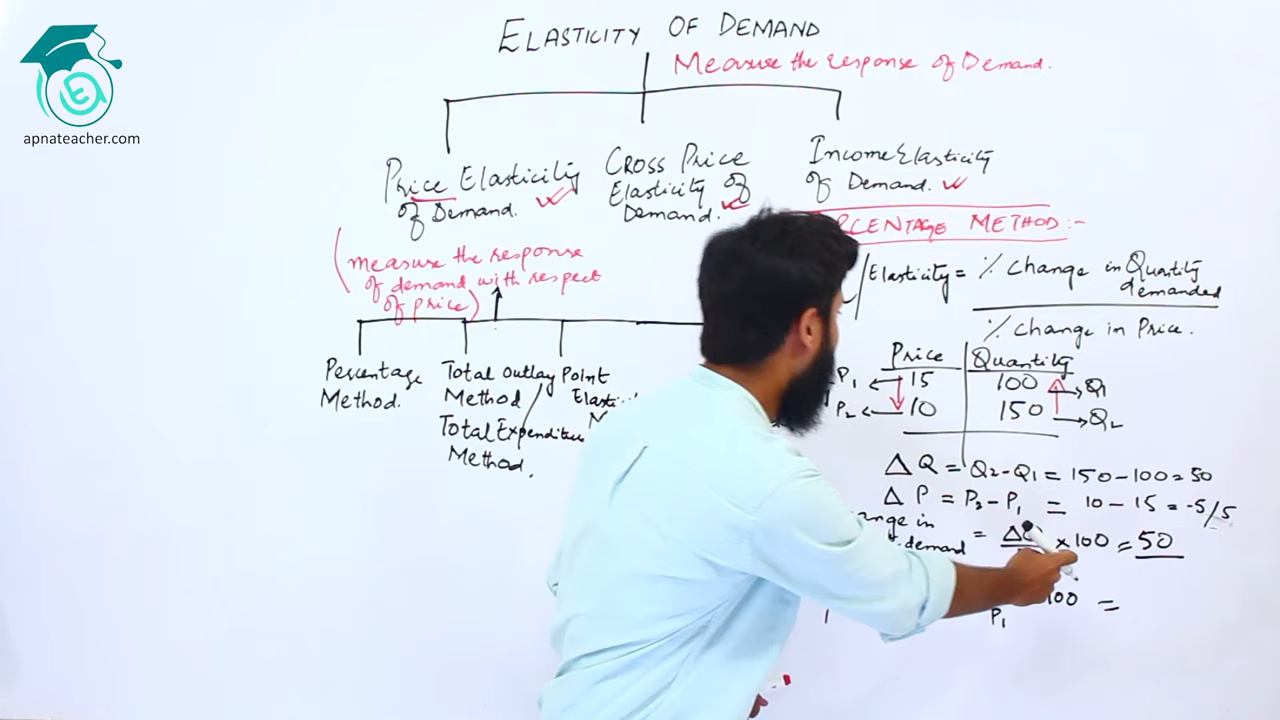 apnateacher.com
ELASTICITY OF DEMAND
Measure the response of Demand.
Price Elasticity
of Demand.
CROSS Price
Elasticity of
Demand.
Income Elasticity
of Demand.
(measure the response
of demand with respect
of price)
Percentage
Method.
Total Outlay
Method /
Total Expenditure
Method.
Point
RCENTAGE METHOD:-
Elasticity = % Change in Quantity
demanded
% Change in Price.
Price Quantity
P1 ← 15 100 → Q1
P2 ← 10 150 → Q2
Δ Q = Q2 - Q1 = 150 - 100 = 50
Δ P = P2 - P1 = 10 - 15 = -5/5
in
demand = × 100 = 50
100 =
P1